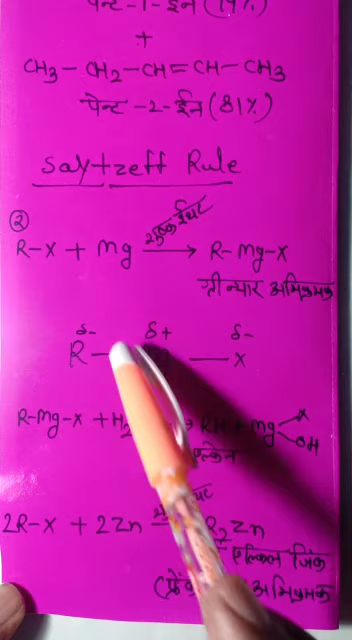 पेन्ट-1-ईन (19%)
+
CH3-CH2-CH=CH-CH3
पेन्ट-2-ईन (81%)
Saytzeff Rule
②
R-X + Mg शुष्क ईथर → R-Mg-X
ग्रीन्यार अभिकर्मक
δ- δ+ δ-
R — — X
R-Mg-X + H2 → RH + Mg X OH
एल्केन
2R-X + 2Zn → R2Zn
एल्किल जिंक
अभिकर्मक